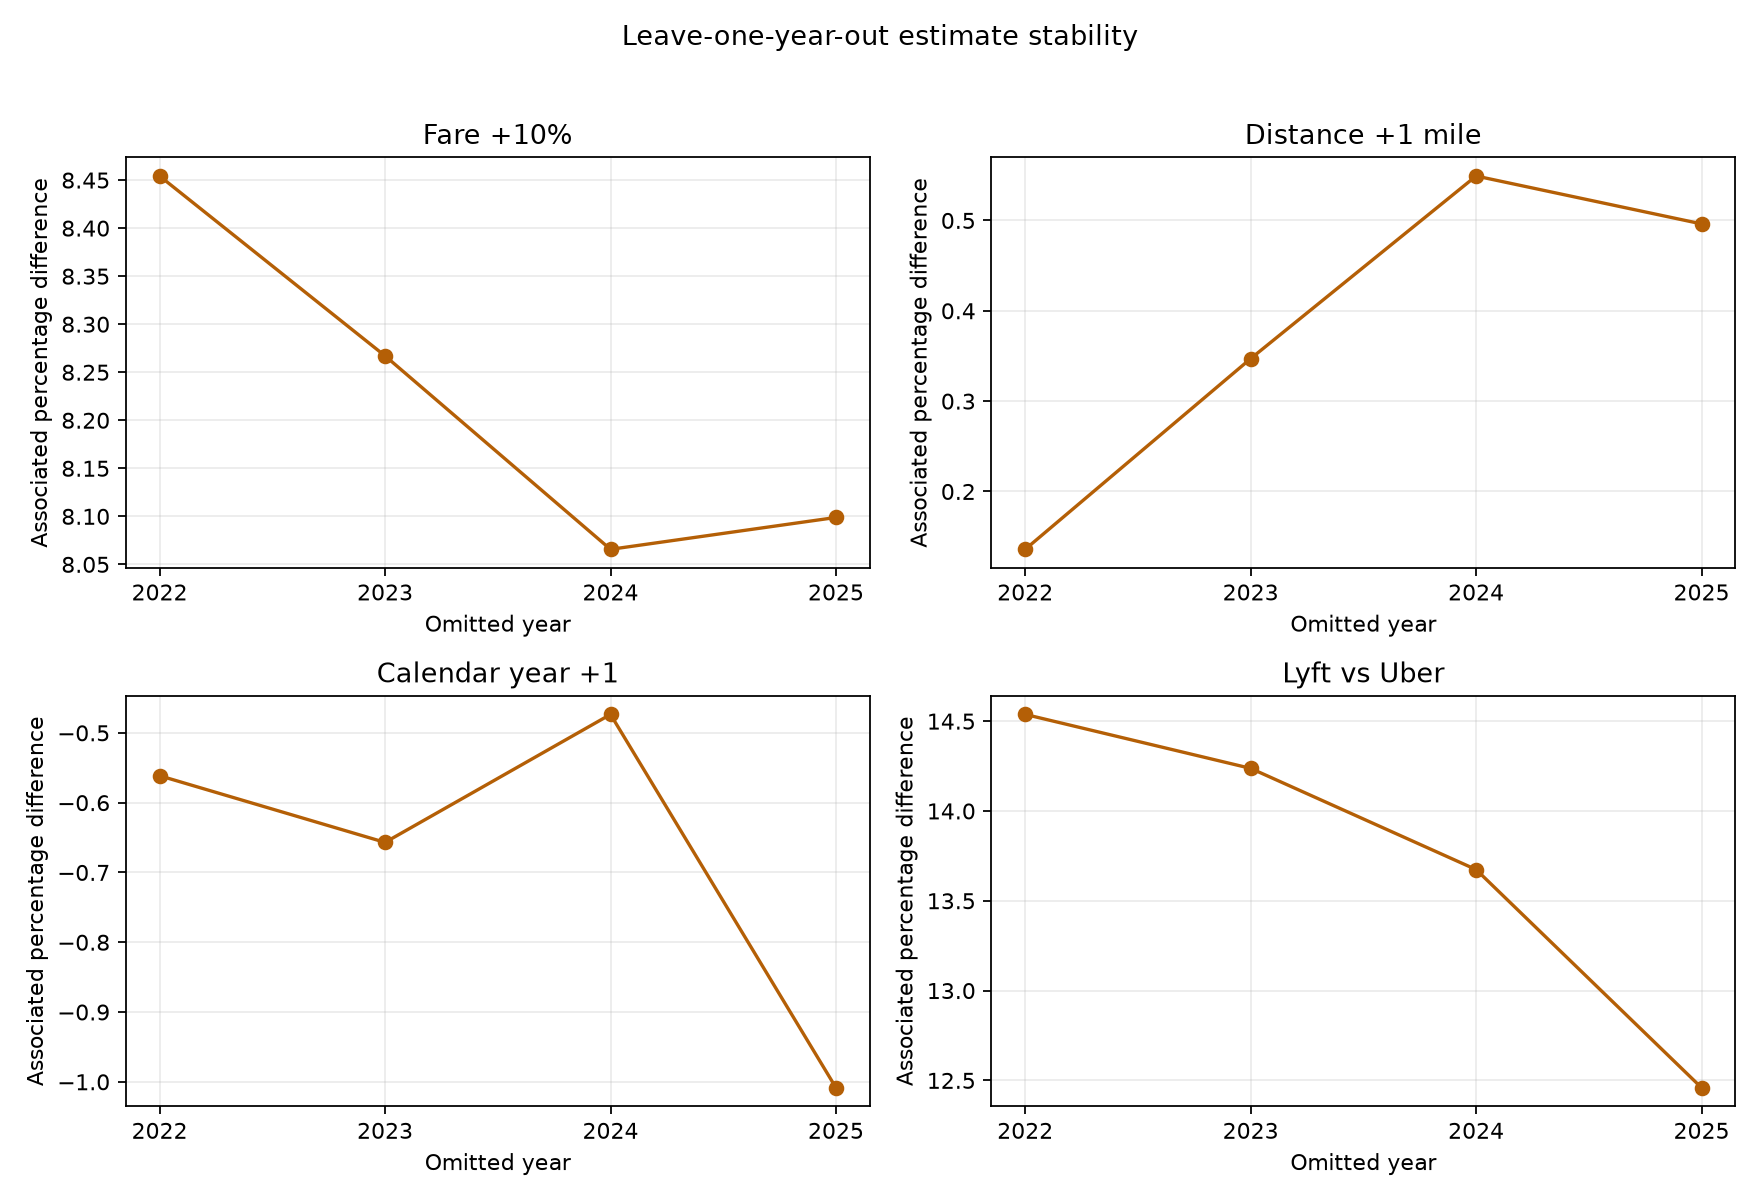 Leave-one-year-out estimate stability
Fare +10%
Associated percentage difference
8.45
8.40
8.35
8.30
8.25
8.20
8.15
8.10
8.05
2022 2023 2024 2025
Omitted year
Distance +1 mile
Associated percentage difference
0.5
0.4
0.3
0.2
2022 2023 2024 2025
Omitted year
Calendar year +1
Associated percentage difference
−0.5
−0.6
−0.7
−0.8
−0.9
−1.0
2022 2023 2024 2025
Omitted year
Lyft vs Uber
Associated percentage difference
14.5
14.0
13.5
13.0
12.5
2022 2023 2024 2025
Omitted year